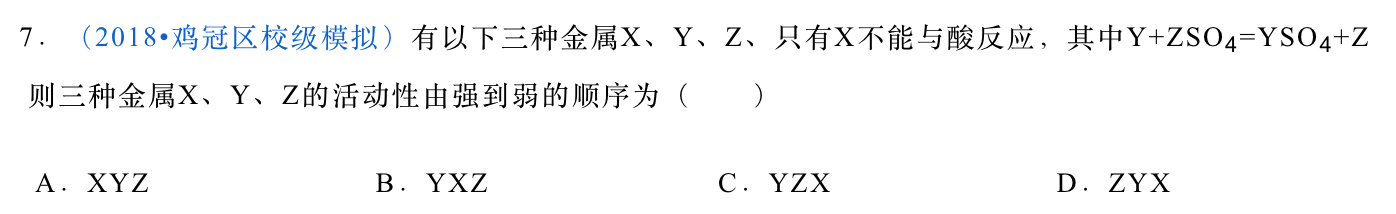 7．（2018•鸡冠区校级模拟）有以下三种金属X、Y、Z、只有X不能与酸反应，其中Y+ZSO₄=YSO₄+Z
则三种金属X、Y、Z的活动性由强到弱的顺序为（　　）
A．XYZ　　B．YXZ　　C．YZX　　D．ZYX